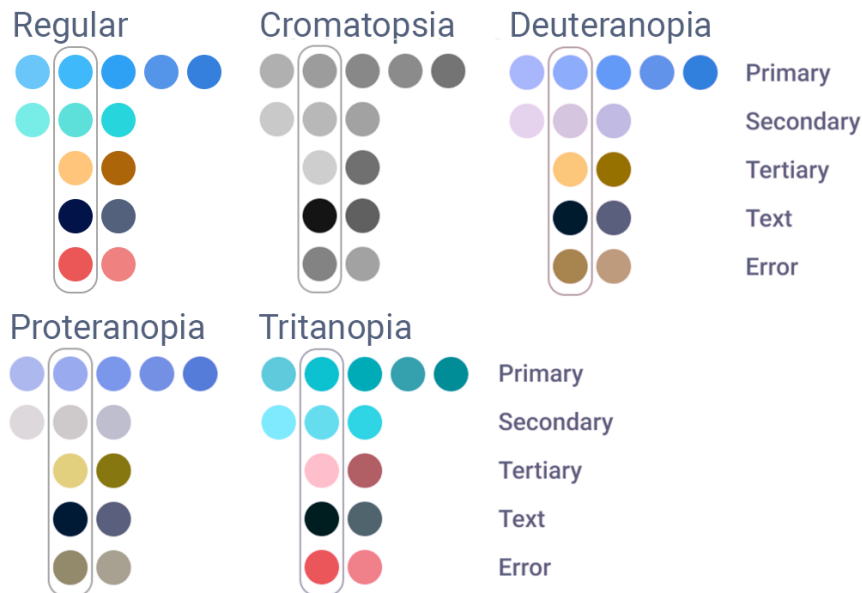 Regular
Cromatopsia
Deuteranopia
Primary
Secondary
Tertiary
Text
Error
Proteranopia
Tritanopia
Primary
Secondary
Tertiary
Text
Error